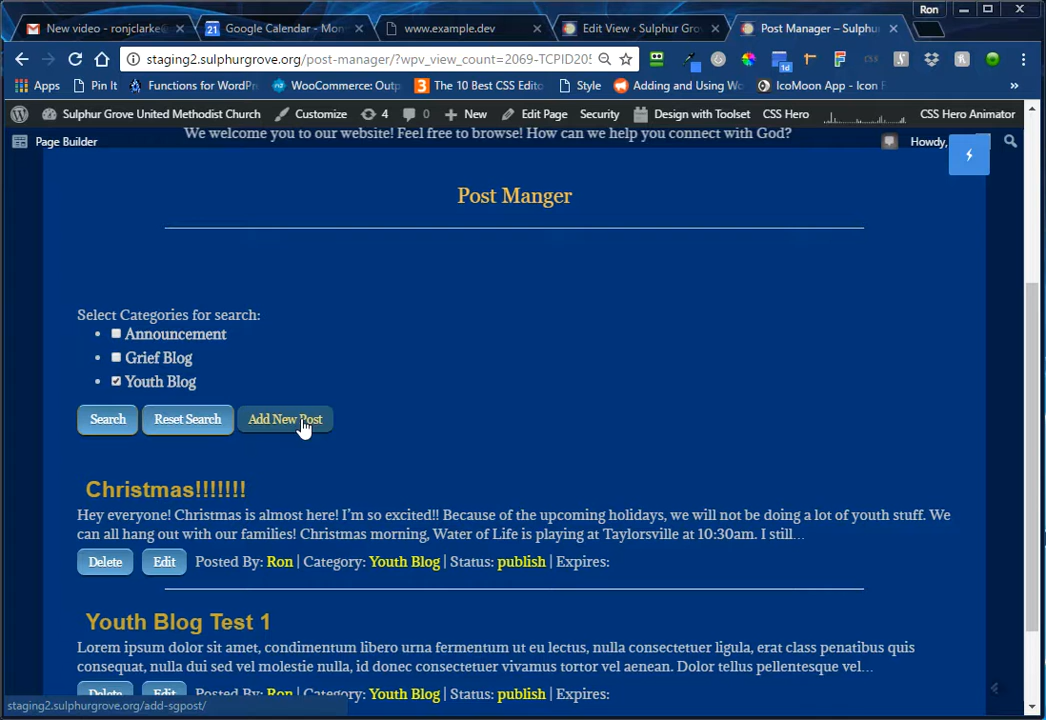 Ron
New video - ronjclarke
Google Calendar - Mon
www.example.dev
Edit View ‹ Sulphur Gro
Post Manager – Sulphu
staging2.sulphurgrove.org/post-manager/?wpv_view_count=2069-TCPID205
Apps Pin It Functions for WordPr WooCommerce: Outp 3 The 10 Best CSS Edito Style Adding and Using Wo IcoMoon App - Icon F »
Sulphur Grove United Methodist Church Customize 4 0 New Edit Page Security Design with Toolset CSS Hero CSS Hero Animator
We welcome you to our website! Feel free to browse! How can we help you connect with God?
Page Builder Howdy,
Post Manger
Select Categories for search:
Announcement
Grief Blog
Youth Blog
Search Reset Search Add New Post
Christmas!!!!!!!
Hey everyone! Christmas is almost here! I'm so excited!! Because of the upcoming holidays, we will not be doing a lot of youth stuff. We
can all hang out with our families! Christmas morning, Water of Life is playing at Taylorsville at 10:30am. I still...
Delete Edit Posted By: Ron | Category: Youth Blog | Status: publish | Expires:
Youth Blog Test 1
Lorem ipsum dolor sit amet, condimentum libero urna fermentum ut eu lectus, nulla consectetuer ligula, erat class penatibus quis
consequat, nulla dui sed vel molestie nulla, id donec consectetuer vivamus tortor vel aenean. Dolor tellus pellentesque vel...
Delete Edit Posted By: Ron | Category: Youth Blog | Status: publish | Expires:
staging2.sulphurgrove.org/add-sgpost/